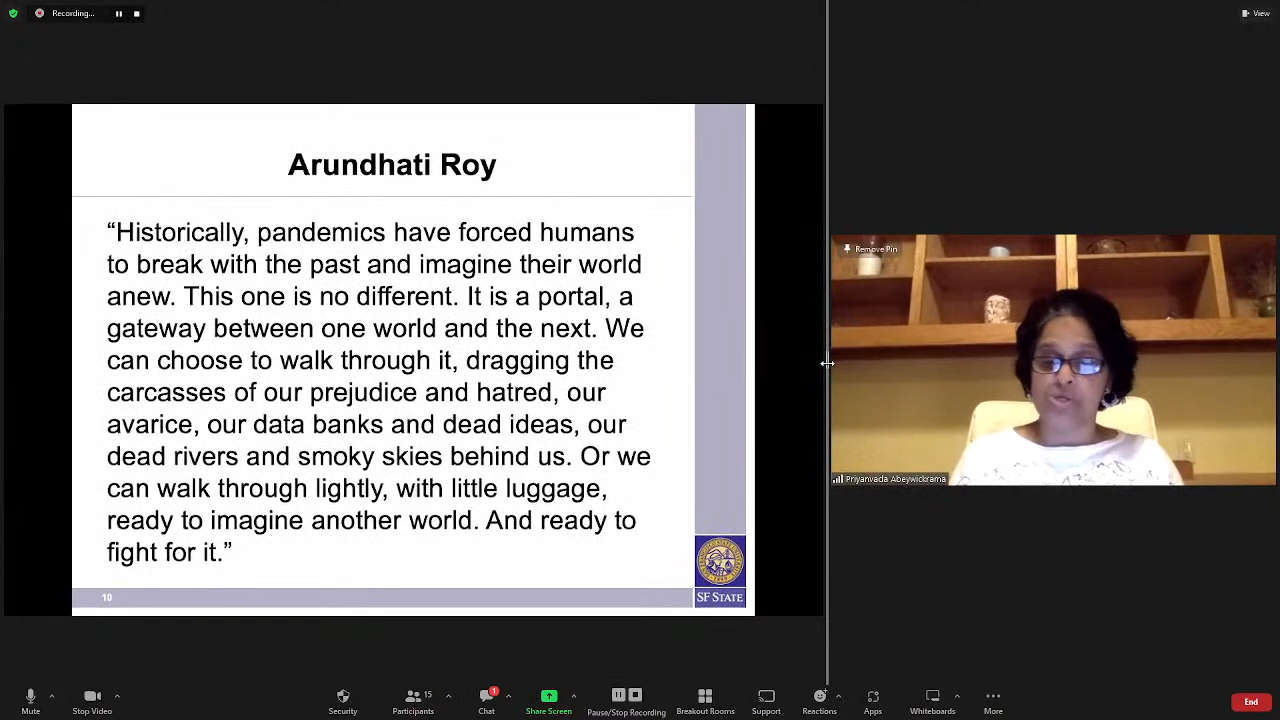 Recording...
View
Arundhati Roy
“Historically, pandemics have forced humans
to break with the past and imagine their world
anew. This one is no different. It is a portal, a
gateway between one world and the next. We
can choose to walk through it, dragging the
carcasses of our prejudice and hatred, our
avarice, our data banks and dead ideas, our
dead rivers and smoky skies behind us. Or we
can walk through lightly, with little luggage,
ready to imagine another world. And ready to
fight for it.”
10
SF STATE
Remove Pin
Priyanvada Abeywickrama
Mute
Stop Video
Security
Participants
15
Chat
1
Share Screen
Pause/Stop Recording
Breakout Rooms
Support
Reactions
Apps
Whiteboards
More
End